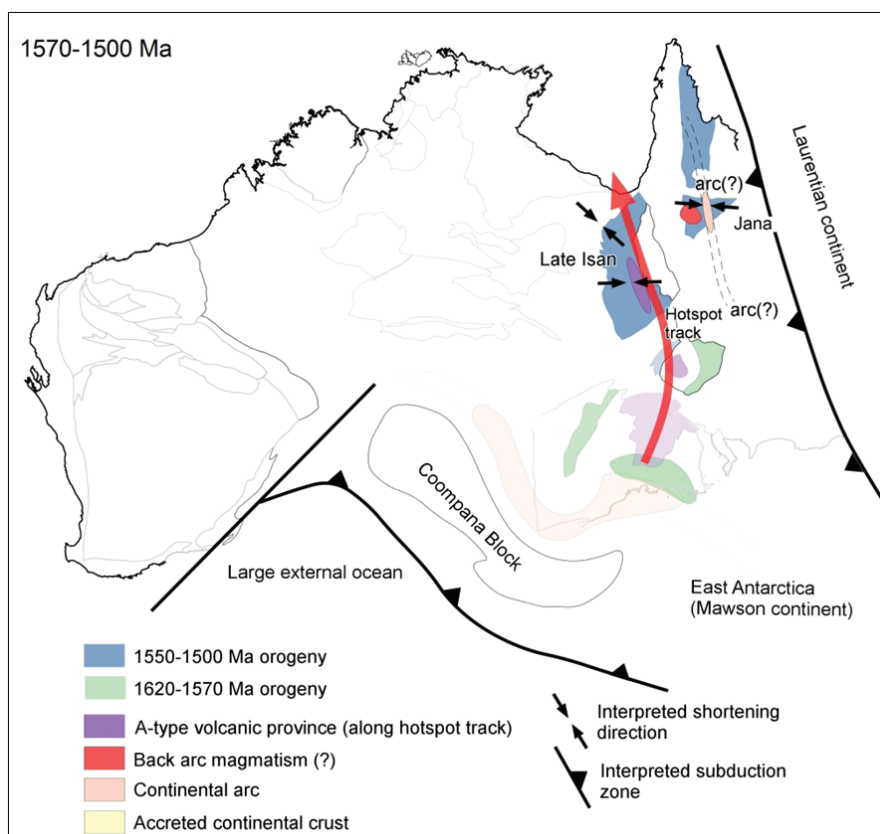 1570-1500 Ma
Laurentian continent
arc(?)
Jana
Late Isan
arc(?)
Hotspot
track
Coompana Block
Large external ocean
East Antarctica
(Mawson continent)
1550-1500 Ma orogeny
1620-1570 Ma orogeny
A-type volcanic province (along hotspot track)
Back arc magmatism (?)
Continental arc
Accreted continental crust
Interpreted shortening
direction
Interpreted subduction
zone